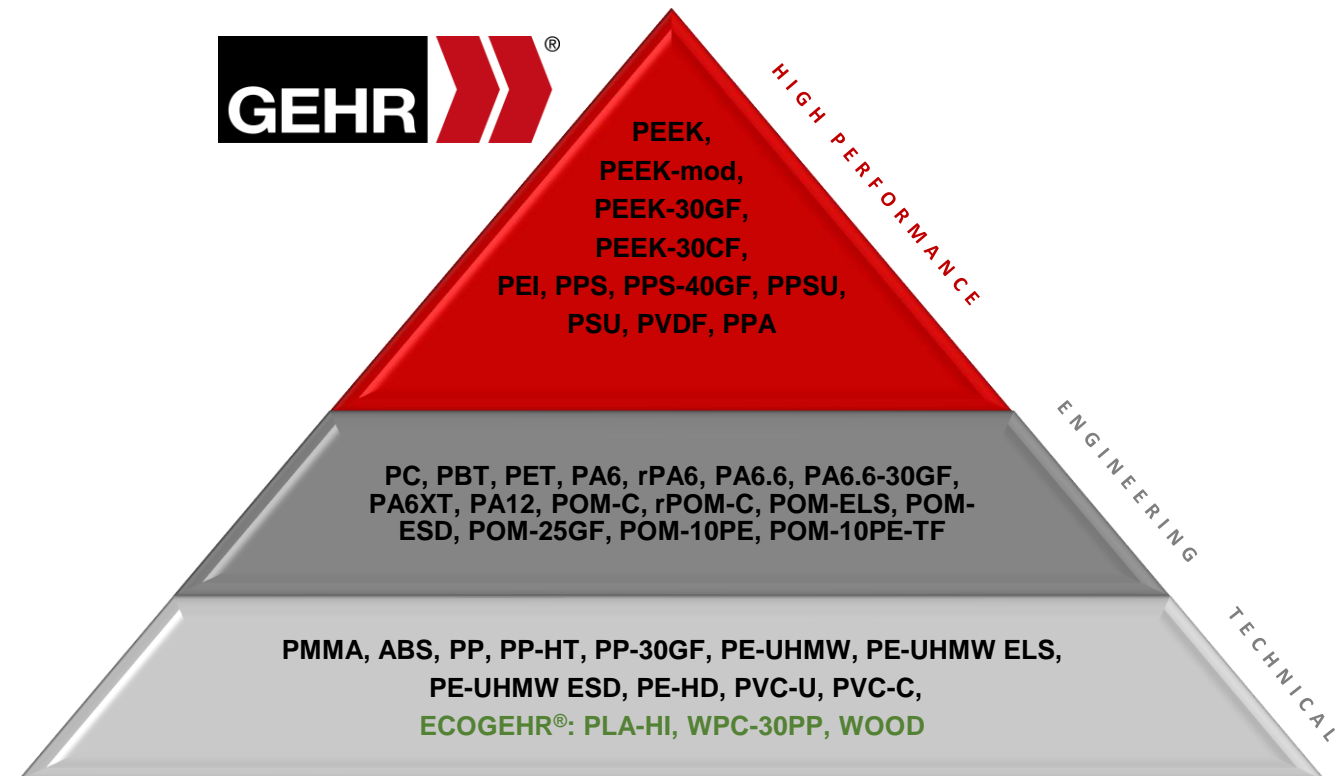 GEHR®
HIGH PERFORMANCE
PEEK,
PEEK-mod,
PEEK-30GF,
PEEK-30CF,
PEI, PPS, PPS-40GF, PPSU,
PSU, PVDF, PPA
ENGINEERING
PC, PBT, PET, PA6, rPA6, PA6.6, PA6.6-30GF,
PA6XT, PA12, POM-C, rPOM-C, POM-ELS, POM-
ESD, POM-25GF, POM-10PE, POM-10PE-TF
TECHNICAL
PMMA, ABS, PP, PP-HT, PP-30GF, PE-UHMW, PE-UHMW ELS,
PE-UHMW ESD, PE-HD, PVC-U, PVC-C,
ECOGEHR®: PLA-HI, WPC-30PP, WOOD